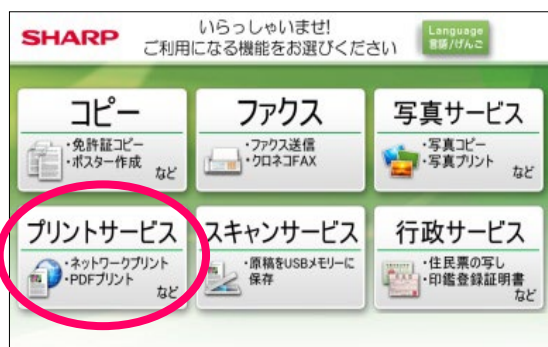 SHARP
いらっしゃいませ!
ご利用になる機能をお選びください
Language
言語/げんご
コピー
・免許証コピー
・ポスター作成
など
ファクス
・ファクス送信
・クロネコFAX
写真サービス
・写真コピー
・写真プリント
など
プリントサービス
・ネットワークプリント
・PDFプリント
など
スキャンサービス
・原稿をUSBメモリーに
保存
行政サービス
・住民票の写し
・印鑑登録証明書
など